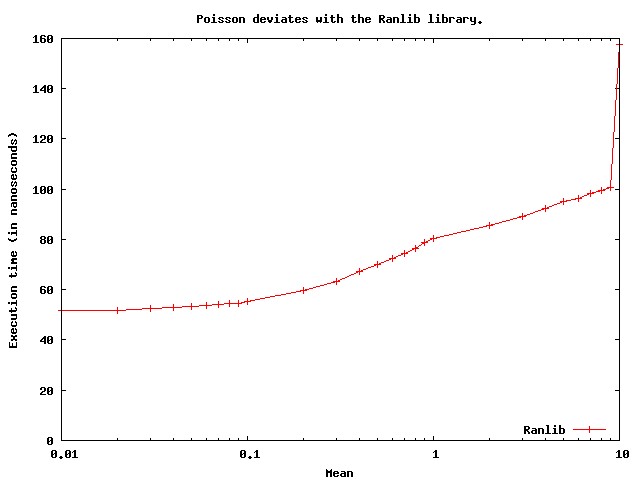 Poisson deviates with the Ranlib library.
160
140
120
100
80
60
40
20
0
Execution time (in nanoseconds)
Ranlib
0.01 0.1 1 10
Mean